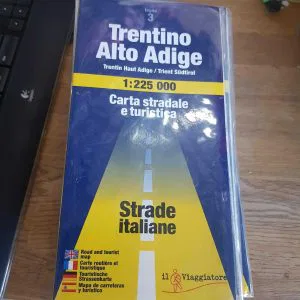 3
Trentino
Alto Adige
Trentin Haut Adige / Trient Südtirol
1:225 000
Carta stradale
e turistica
Strade
italiane
Road and tourist
map
Carte routière et
touristique
Touristische
Strassenkarte
Mapa de carreteras
y turístico
il Viaggiatore